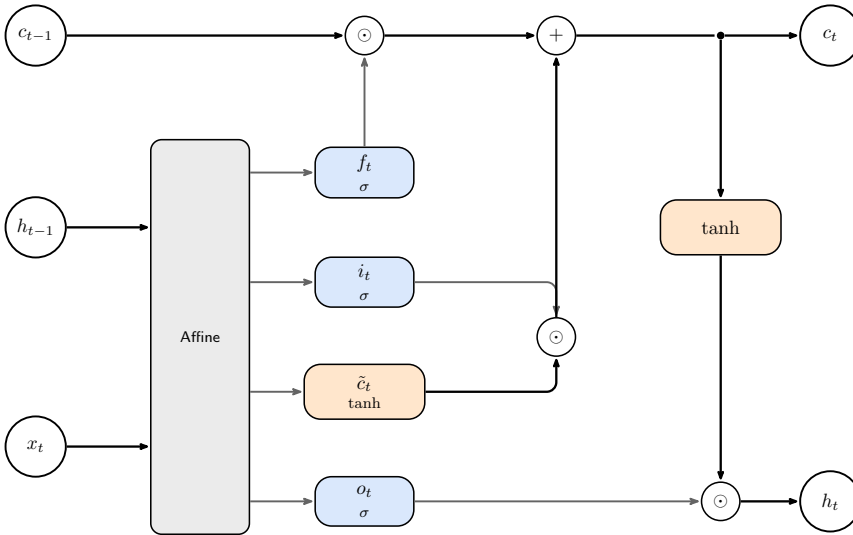 c_{t−1}
⊙
+
c_t
f_t
σ
h_{t−1}
tanh
i_t
σ
Affine
⊙
c̃_t
tanh
x_t
o_t
σ
⊙
h_t